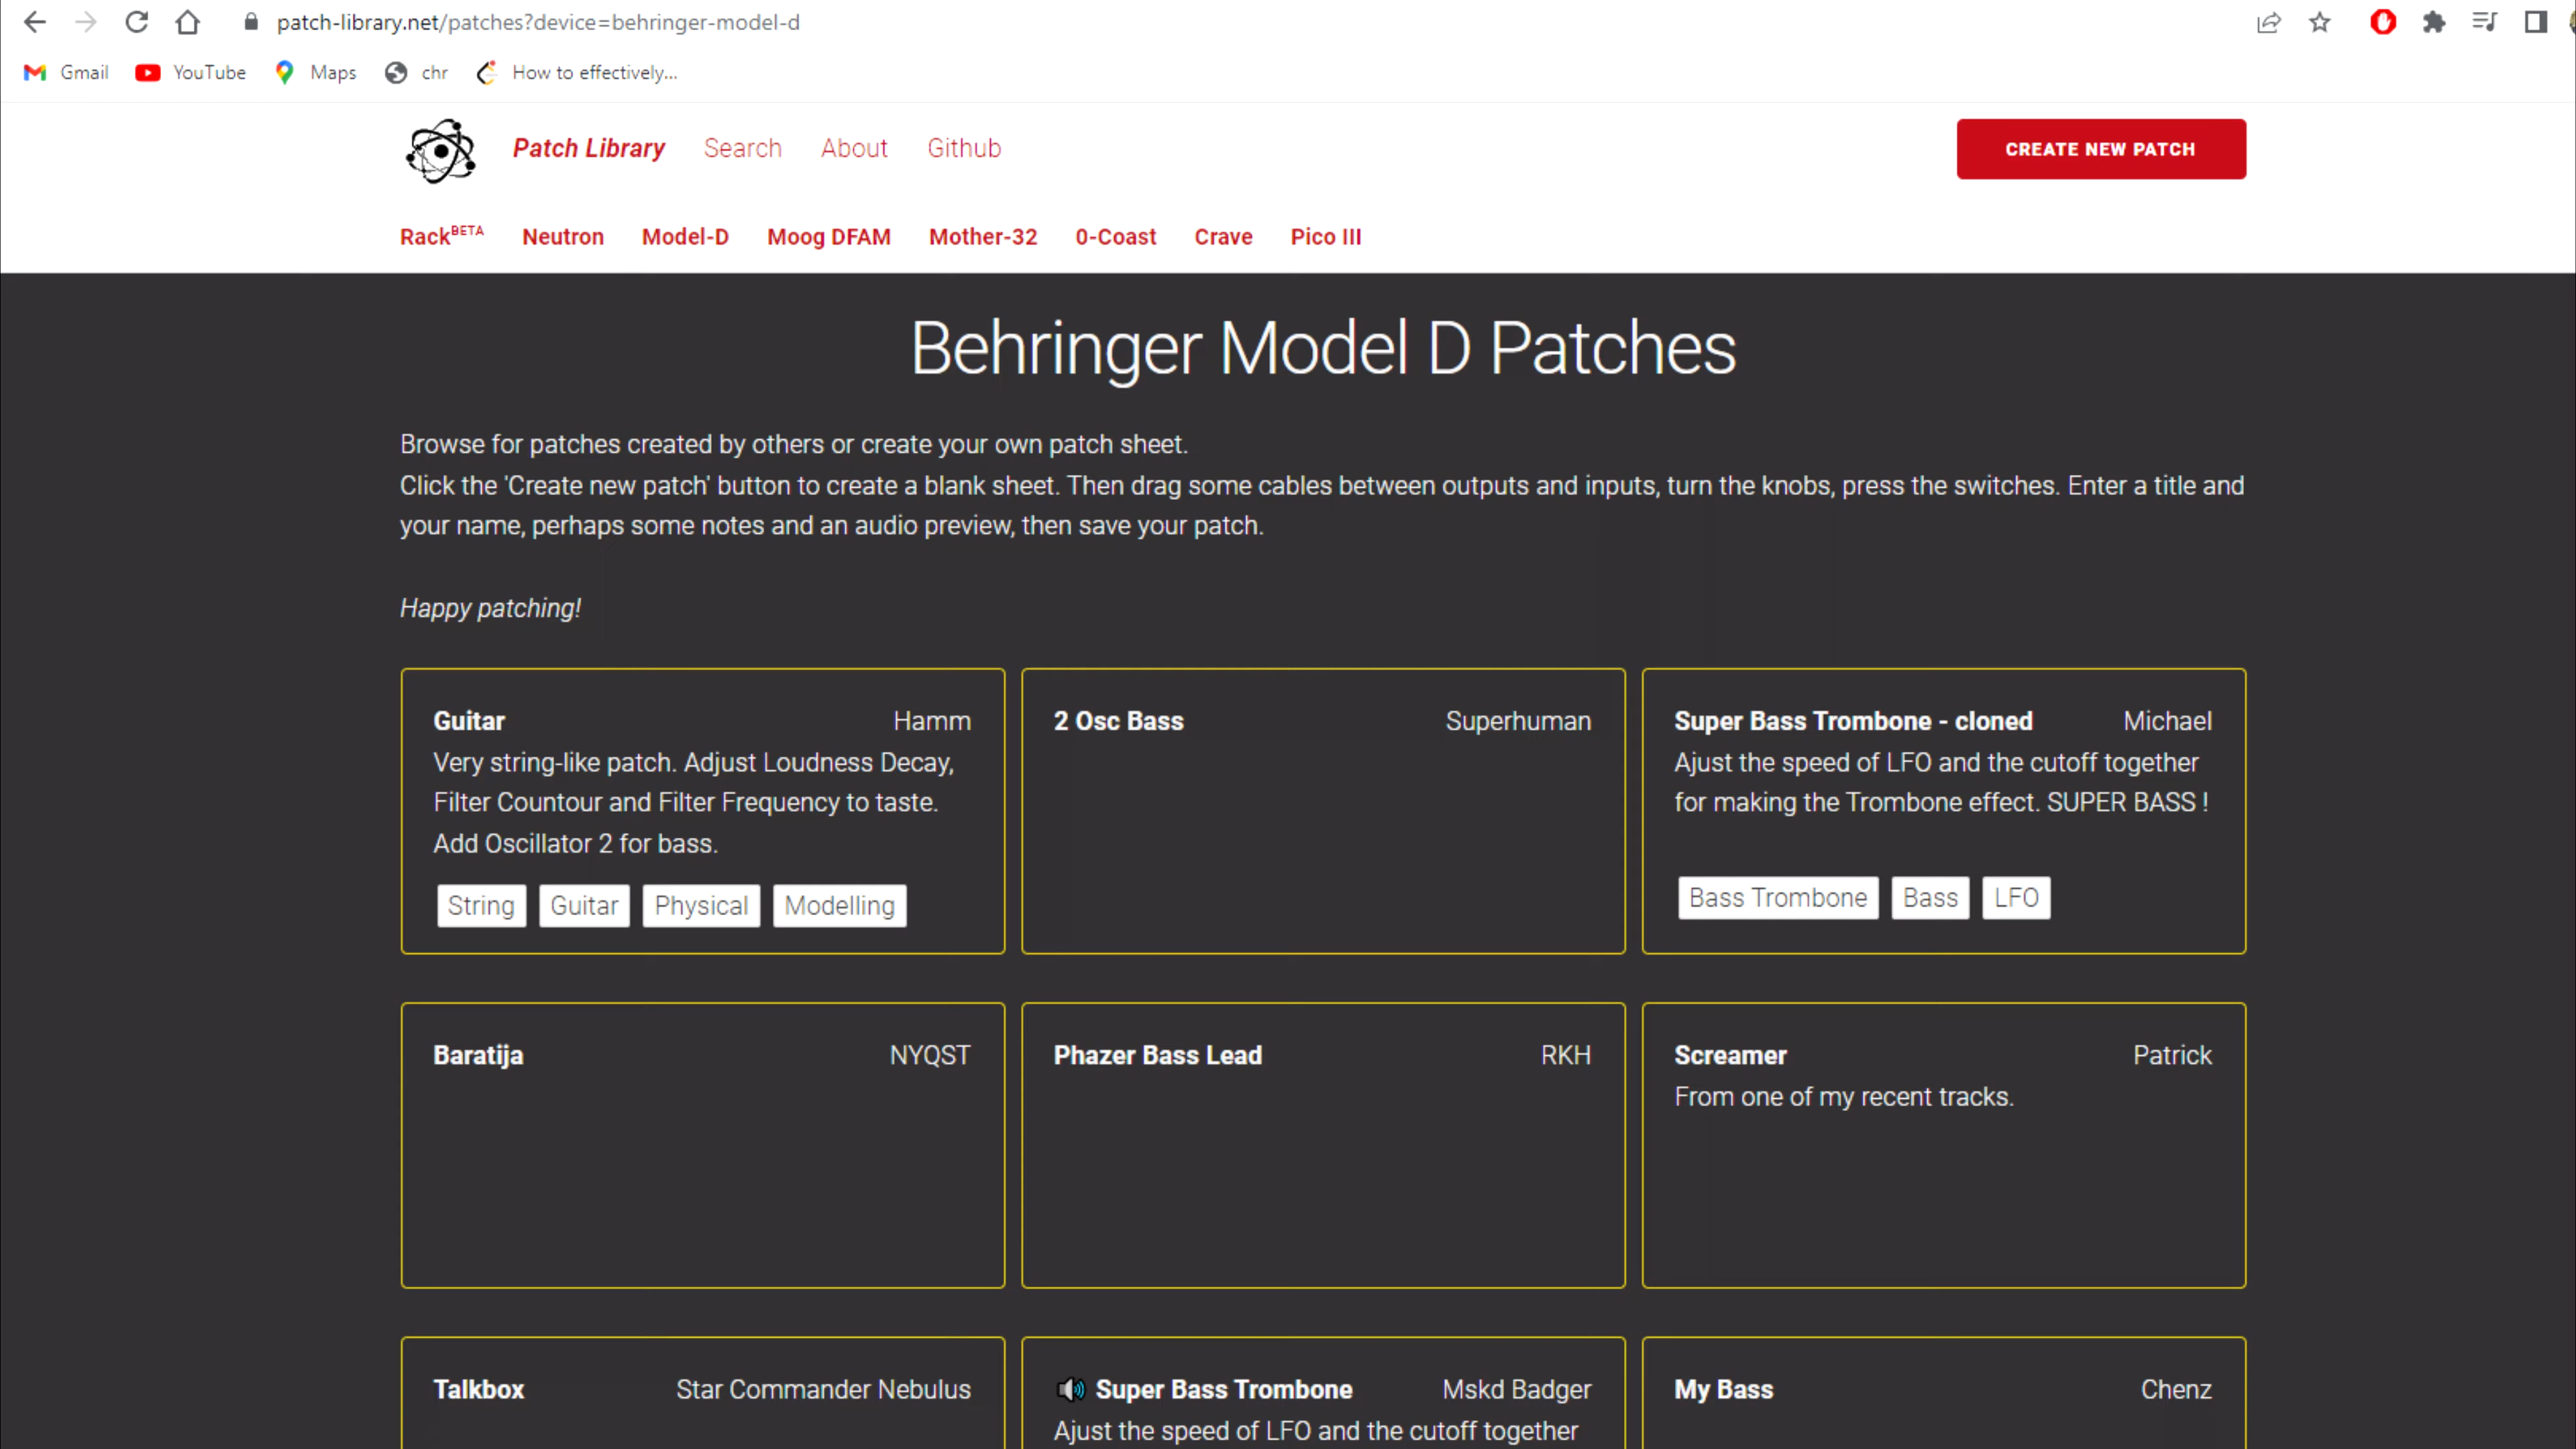 patch-library.net/patches?device=behringer-model-d
Gmail YouTube Maps chr How to effectively...
Patch Library Search About Github CREATE NEW PATCH
RackBETA Neutron Model-D Moog DFAM Mother-32 0-Coast Crave Pico III
Behringer Model D Patches
Browse for patches created by others or create your own patch sheet.
Click the 'Create new patch' button to create a blank sheet. Then drag some cables between outputs and inputs, turn the knobs, press the switches. Enter a title and
your name, perhaps some notes and an audio preview, then save your patch.
Happy patching!
Guitar Hamm
Very string-like patch. Adjust Loudness Decay,
Filter Countour and Filter Frequency to taste.
Add Oscillator 2 for bass.
String Guitar Physical Modelling
2 Osc Bass Superhuman
Super Bass Trombone - cloned Michael
Ajust the speed of LFO and the cutoff together
for making the Trombone effect. SUPER BASS !
Bass Trombone Bass LFO
Baratija NYQST
Phazer Bass Lead RKH
Screamer Patrick
From one of my recent tracks.
Talkbox Star Commander Nebulus
Super Bass Trombone Mskd Badger
Ajust the speed of LFO and the cutoff together
My Bass Chenz